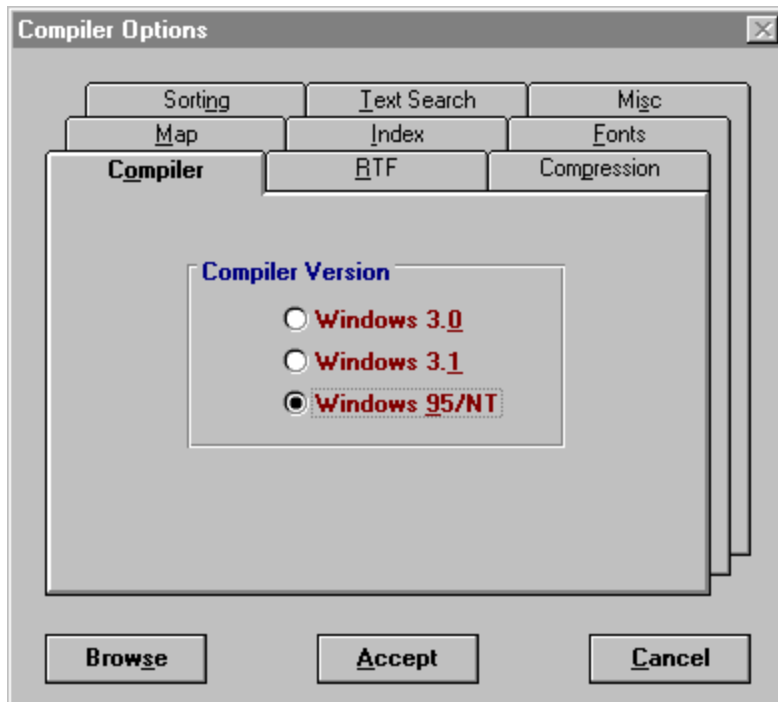 Compiler Options
Sorting Text Search Misc
Map Index Fonts
Compiler RTF Compression
Compiler Version
Windows 3.0
Windows 3.1
Windows 95/NT
Browse Accept Cancel